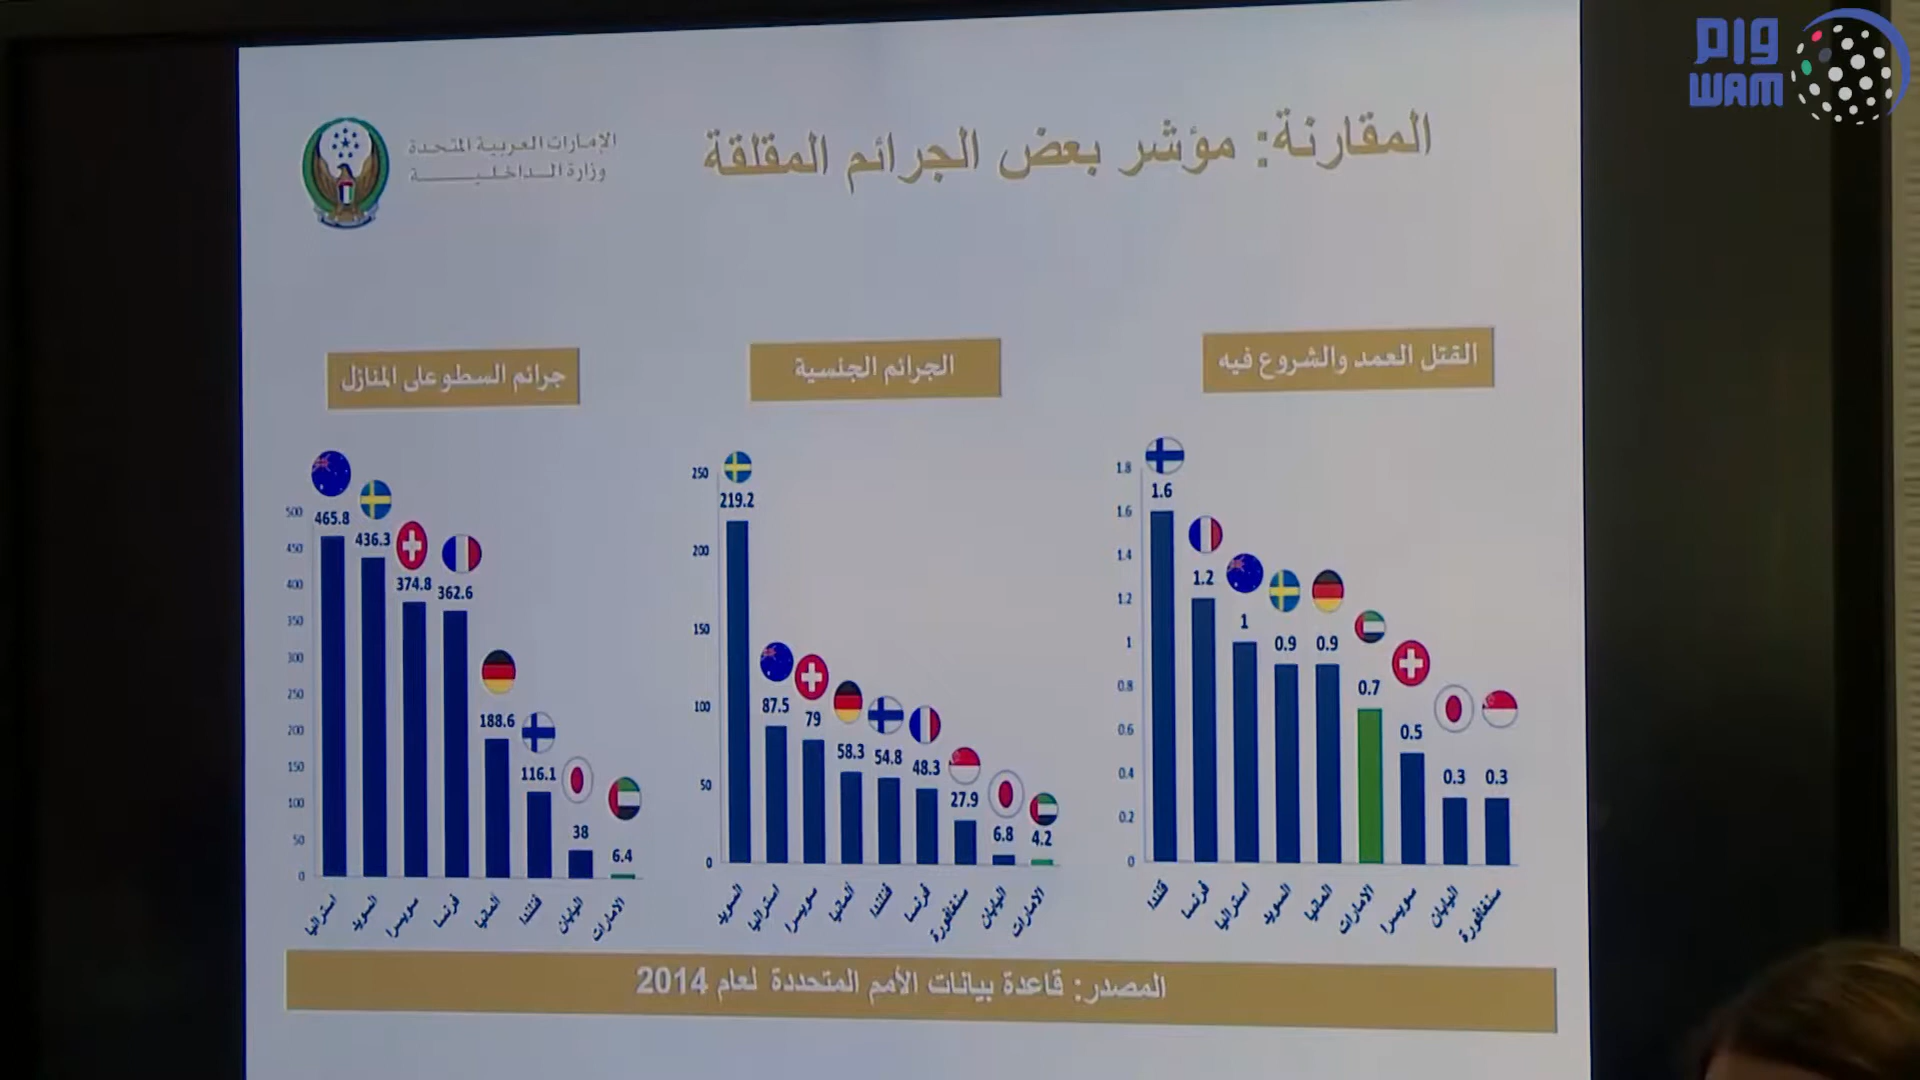 وام
WAM
المقارنة: مؤشر بعض الجرائم المقلقة
الإمارات العربية المتحدة
وزارة الداخلية
القتل العمد والشروع فيه
1.8
1.6
1.4
1.2
1
0.8
0.6
0.4
0.2
0
1.6
1.2
1
0.9
0.9
0.7
0.5
0.3
0.3
فنلندا
فرنسا
استراليا
السويد
المانيا
الامارات
سويسرا
اليابان
سنغافورة
الجرائم الجنسية
250
200
150
100
50
0
219.2
87.5
79
58.3
54.8
48.3
27.9
6.8
4.2
السويد
استراليا
سويسرا
ألمانيا
فنلندا
فرنسا
سنغافورة
اليابان
الامارات
جرائم السطو على المنازل
500
450
400
350
300
250
200
150
100
50
0
465.8
436.3
374.8
362.6
188.6
116.1
38
6.4
استراليا
السويد
سويسرا
فرنسا
ألمانيا
فنلندا
اليابان
الامارات
المصدر: قاعدة بيانات الأمم المتحددة لعام 2014